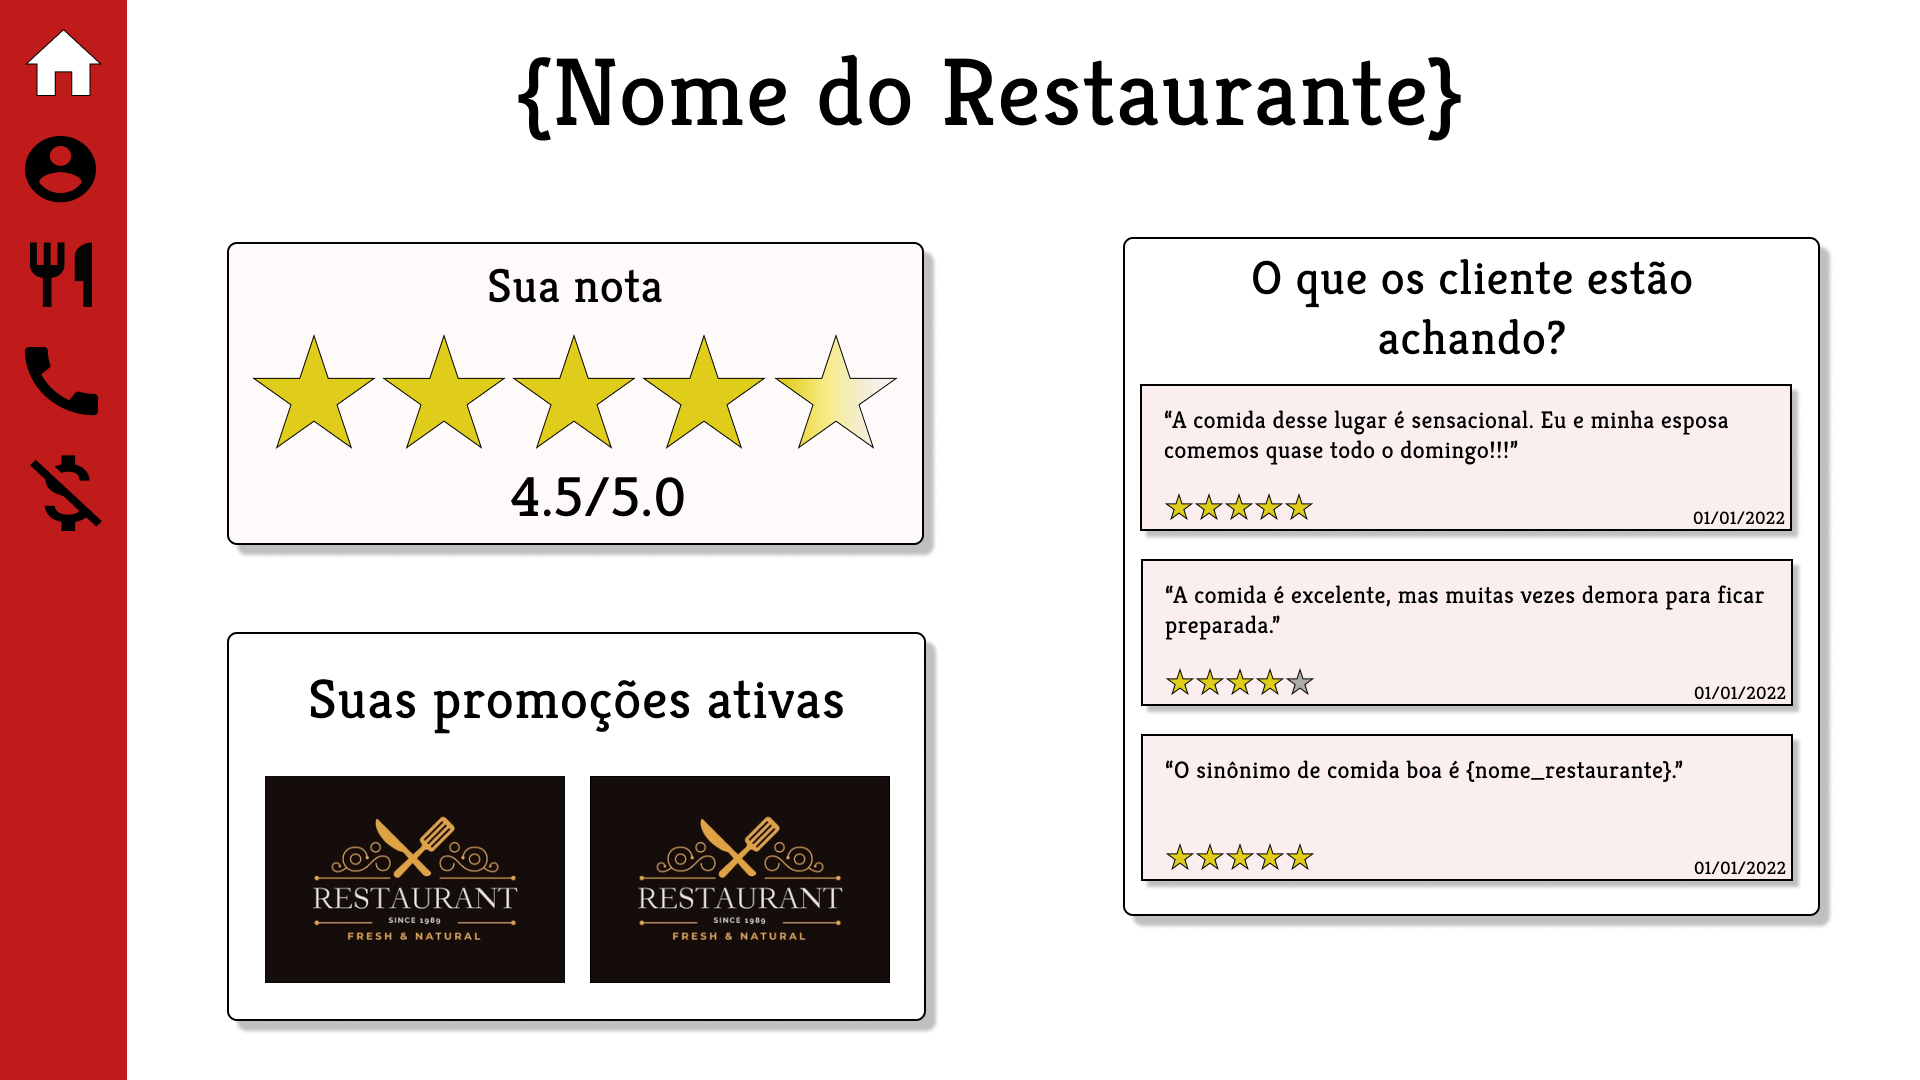 {Nome do Restaurante}
Sua nota
4.5/5.0
Suas promoções ativas
RESTAURANT
SINCE 1989
FRESH & NATURAL
RESTAURANT
SINCE 1989
FRESH & NATURAL
O que os cliente estão
achando?
“A comida desse lugar é sensacional. Eu e minha esposa
comemos quase todo o domingo!!!”
01/01/2022
“A comida é excelente, mas muitas vezes demora para ficar
preparada.”
01/01/2022
“O sinônimo de comida boa é {nome_restaurante}.”
01/01/2022